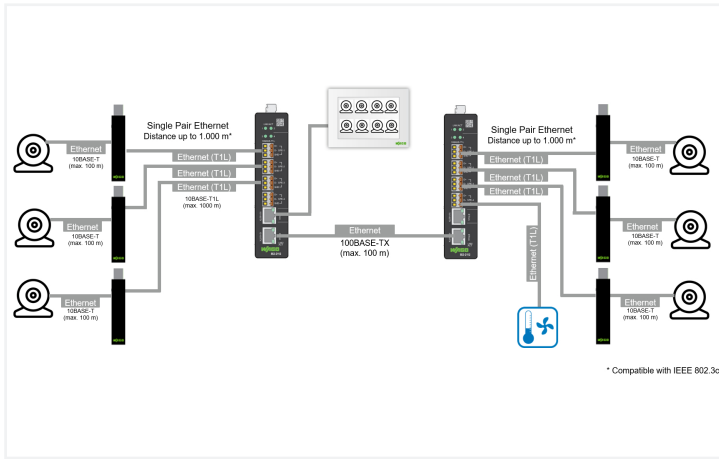 Single Pair Ethernet
Distance up to 1.000 m*
Ethernet
10BASE-T
(max. 100 m)
Ethernet (T1L)
Ethernet (T1L)
Ethernet (T1L)
10BASE-T1L
(max. 1000 m)
Ethernet
10BASE-T
(max. 100 m)
Ethernet
10BASE-T
(max. 100 m)
WAGO
WAGO
Ethernet
100BASE-TX
(max. 100 m)
WAGO
Single Pair Ethernet
Distance up to 1.000 m*
Ethernet (T1L)
Ethernet (T1L)
Ethernet (T1L)
Ethernet (T1L)
Ethernet
10BASE-T
(max. 100 m)
Ethernet
10BASE-T
(max. 100 m)
Ethernet
10BASE-T
(max. 100 m)
* Compatible with IEEE 802.3c